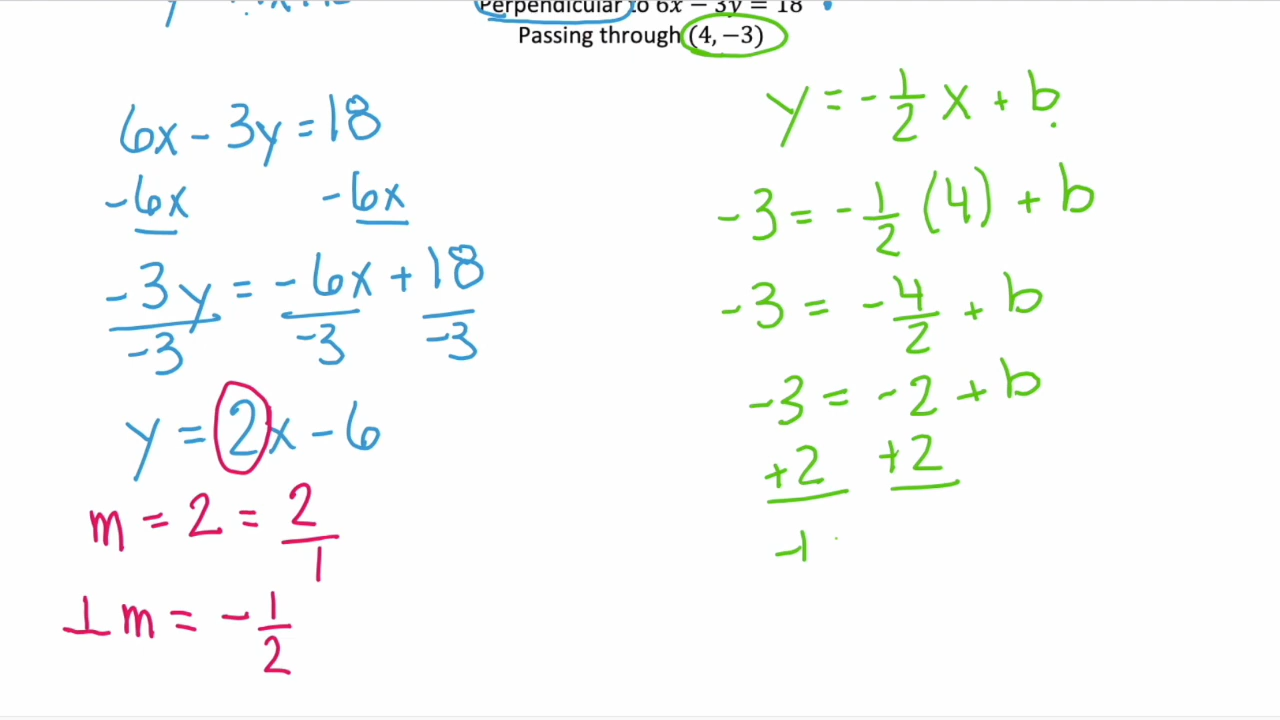 Perpendicular to 6x − 3y = 18
Passing through (4, −3)
6x - 3y = 18
-6x -6x
-3y = -6x + 18
-3 -3 -3
y = 2x - 6
m = 2 = 2/1
⊥ m = - 1/2
y = - 1/2 x + b
-3 = - 1/2 (4) + b
-3 = - 4/2 + b
-3 = -2 + b
+2 +2
-1